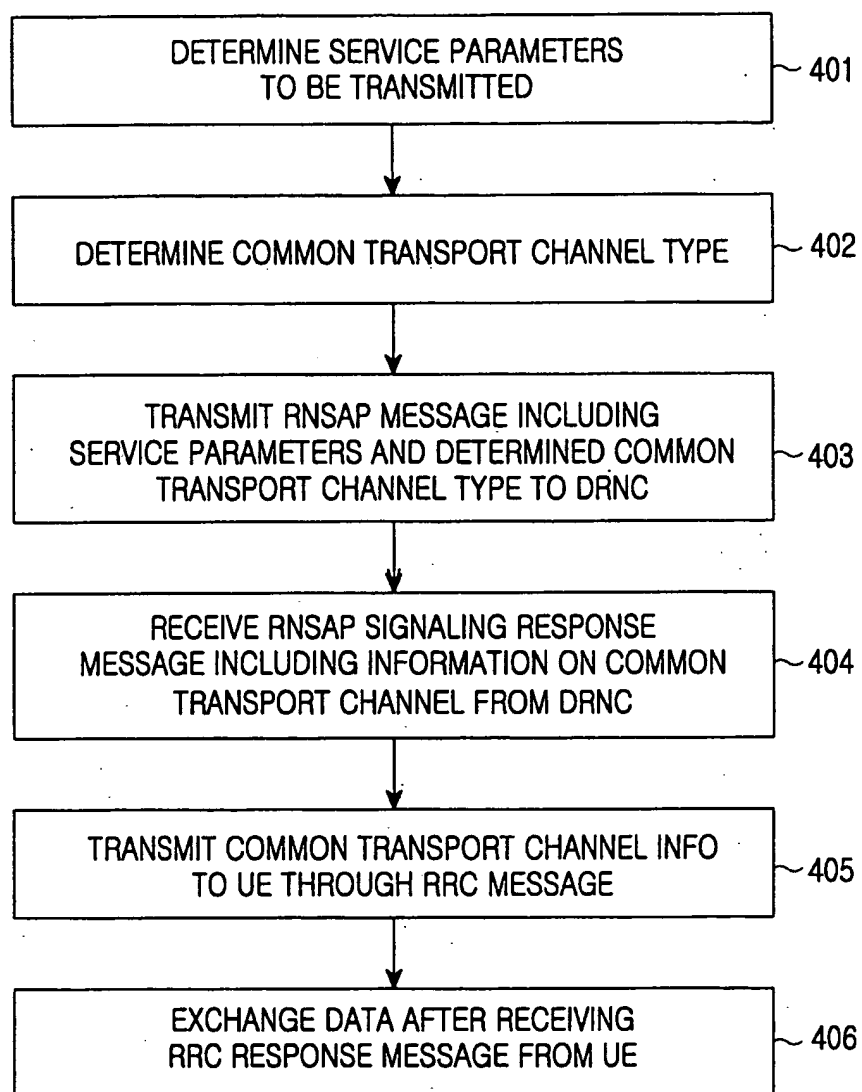 DETERMINE SERVICE PARAMETERS
TO BE TRANSMITTED
401
DETERMINE COMMON TRANSPORT CHANNEL TYPE
402
TRANSMIT RNSAP MESSAGE INCLUDING
SERVICE PARAMETERS AND DETERMINED COMMON
TRANSPORT CHANNEL TYPE TO DRNC
403
RECEIVE RNSAP SIGNALING RESPONSE
MESSAGE INCLUDING INFORMATION ON COMMON
TRANSPORT CHANNEL FROM DRNC
404
TRANSMIT COMMON TRANSPORT CHANNEL INFO
TO UE THROUGH RRC MESSAGE
405
EXCHANGE DATA AFTER RECEIVING
RRC RESPONSE MESSAGE FROM UE
406